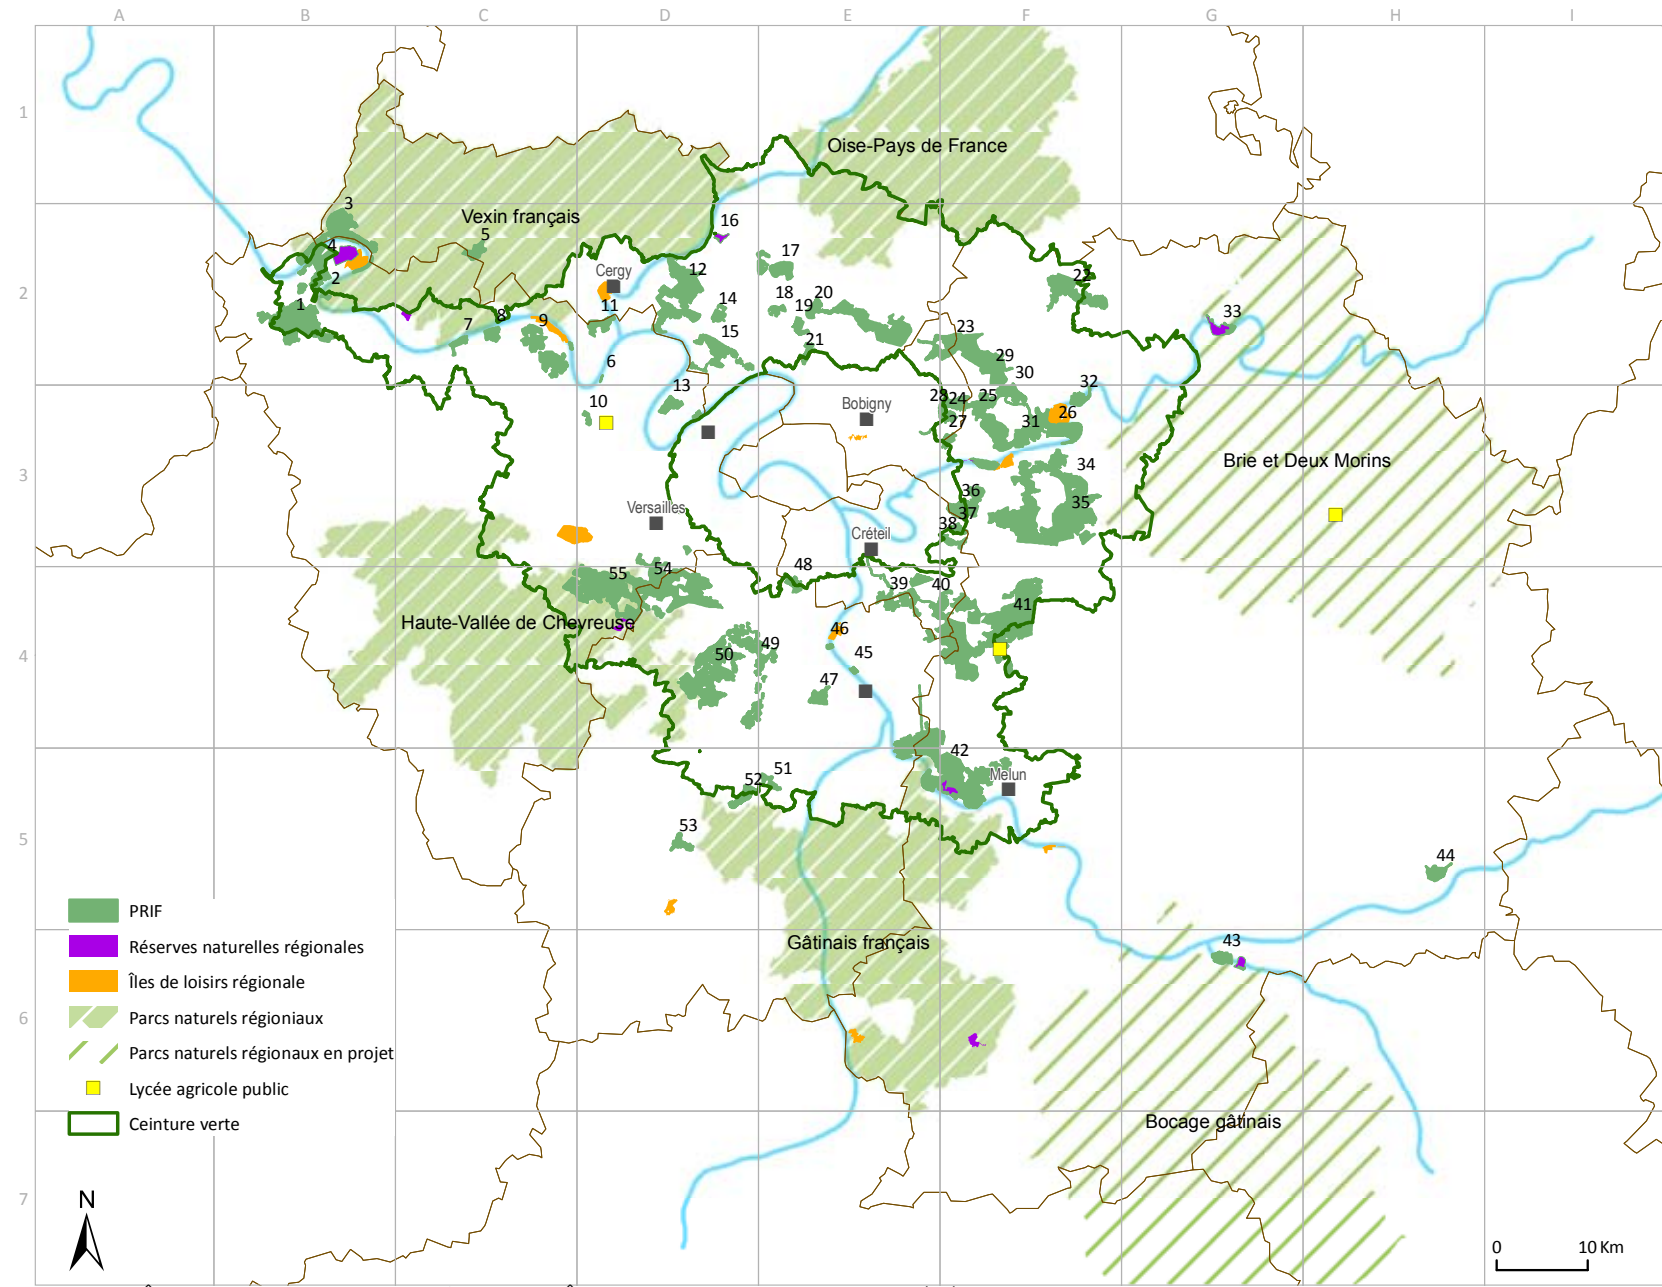 A B C D E F G H I
1
Oise-Pays de France
3
Vexin français
16
4
5
17
2
Cergy
12
22
2
1
11
14
18
19
20
33
7
8
9
15
21
23
6
29
30
13
32
10
28
24
25
Bobigny
26
27
31
3
Brie et Deux Morins
34
36
35
Versailles
37
38
Créteil
48
54
55
39
40
41
Haute-Vallée de Chevreuse
46
4
50
49
45
47
42
51
52
Melun
53
5
44
PRIF
Réserves naturelles régionales
Îles de loisirs régionale
Parcs naturels régioniaux
Parcs naturels régionaux en projet
Lycée agricole public
Ceinture verte
Gâtinais français
43
6
Bocage gâtinais
7
N
0 10 Km